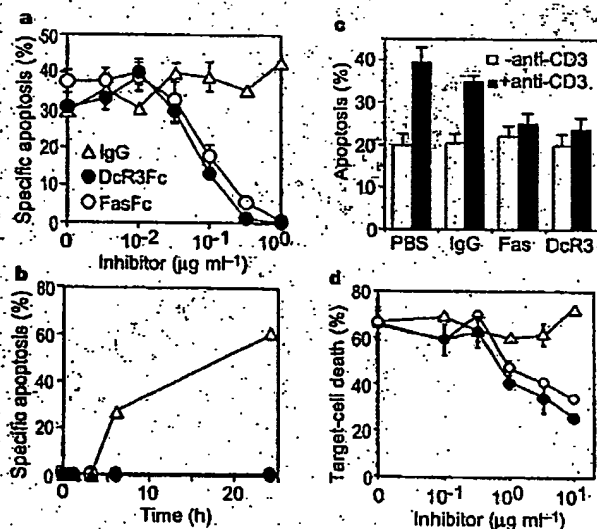 a
Specific apoptosis (%)
50
40
30
20
10
0
IgG
DcR3Fc
FasFc
0 10⁻² 10⁻¹ 10⁰
Inhibitor (µg ml⁻¹)
c
Apoptosis (%)
40
30
20
10
0
-anti-CD3
+anti-CD3
PBS IgG Fas DcR3
b
Specific apoptosis (%)
80
60
40
20
0
0 10 20
Time (h)
d
Target-cell death (%)
80
60
40
20
0
0 10⁻¹ 10⁰ 10¹
Inhibitor (µg ml⁻¹)